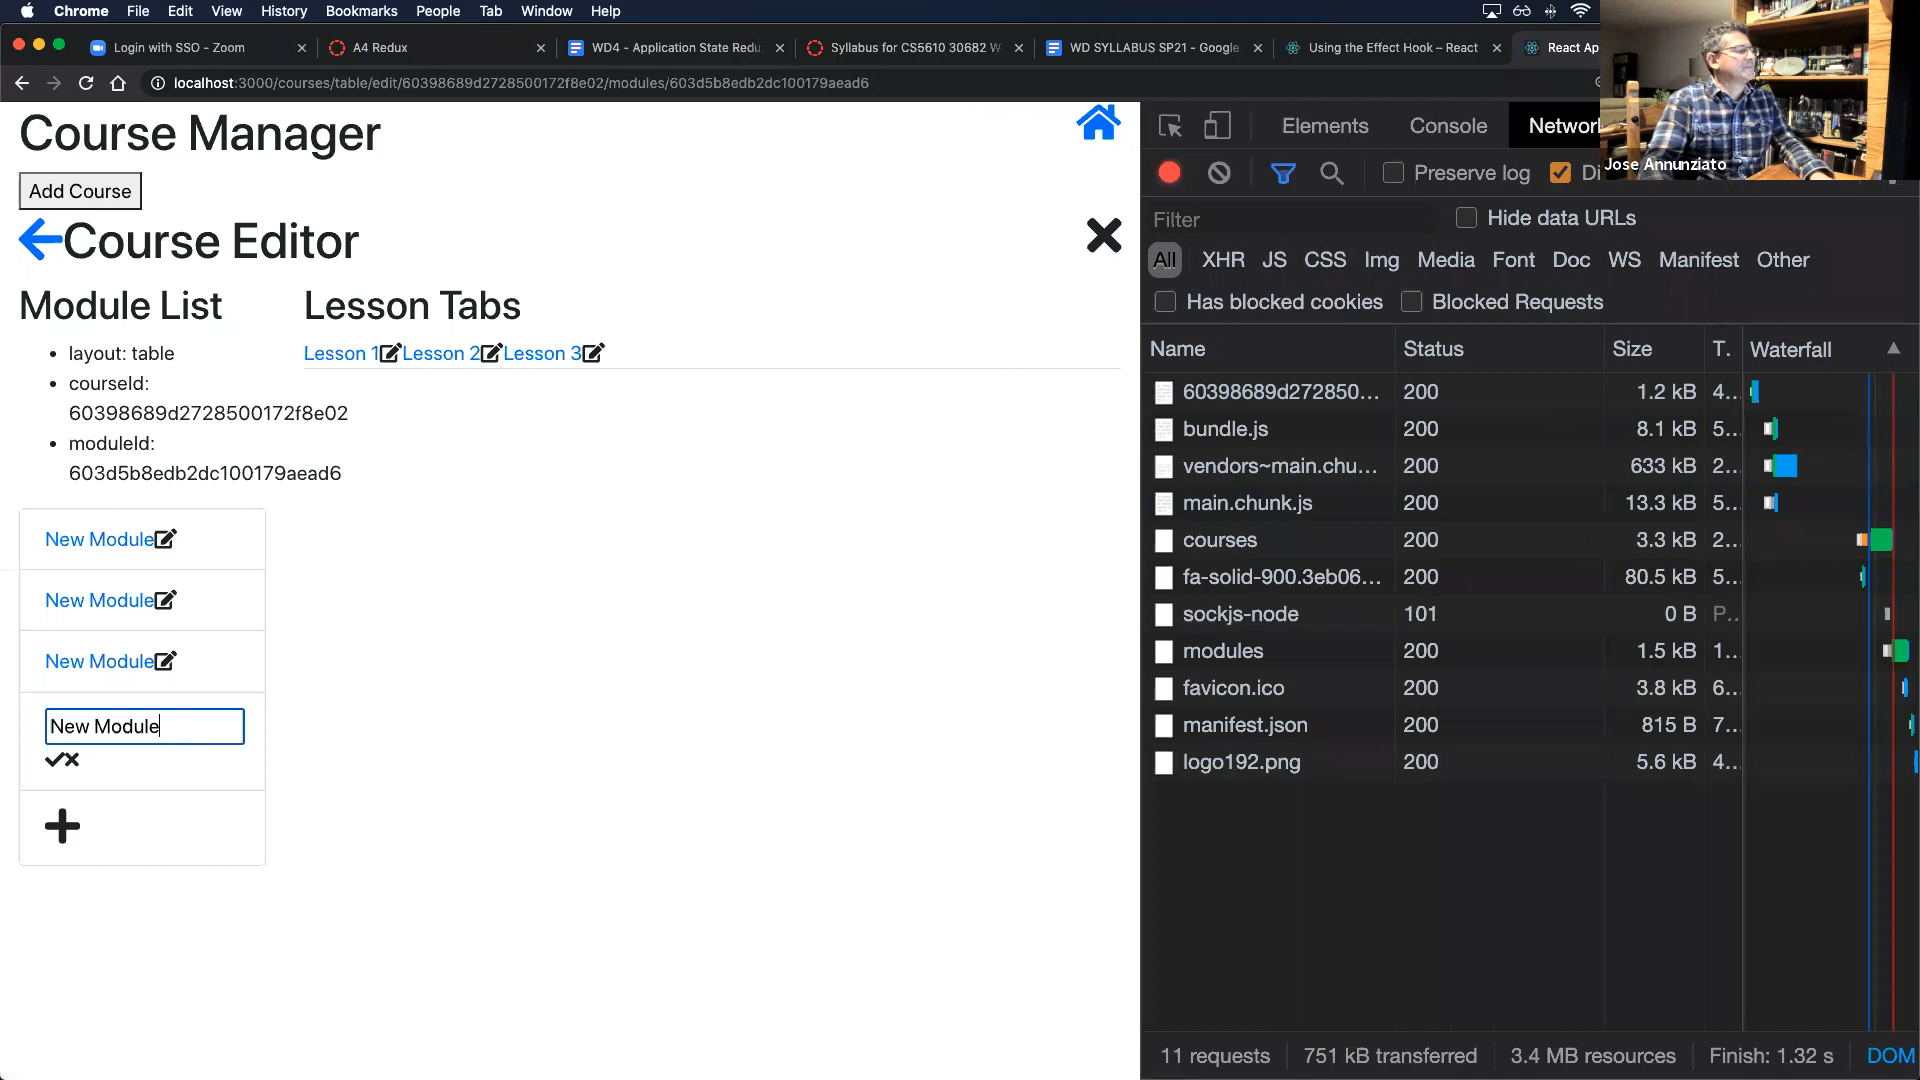 Chrome File Edit View History Bookmarks People Tab Window Help
Login with SSO - Zoom
A4 Redux
WD4 - Application State Redu
Syllabus for CS5610 30682 W
WD SYLLABUS SP21 - Google
Using the Effect Hook – React
React Ap
localhost:3000/courses/table/edit/60398689d2728500172f8e02/modules/603d5b8edb2dc100179aead6
Jose Annunziato
Course Manager
Add Course
Course Editor
Module List
layout: table
courseId:
60398689d2728500172f8e02
moduleId:
603d5b8edb2dc100179aead6
New Module
New Module
New Module
New Module
Lesson Tabs
Lesson 1 Lesson 2 Lesson 3
Elements Console Network
Preserve log Di
Filter Hide data URLs
All XHR JS CSS Img Media Font Doc WS Manifest Other
Has blocked cookies Blocked Requests
Name Status Size T. Waterfall
60398689d272850... 200 1.2 kB 4...
bundle.js 200 8.1 kB 5...
vendors~main.chu... 200 633 kB 2...
main.chunk.js 200 13.3 kB 5...
courses 200 3.3 kB 2...
fa-solid-900.3eb06... 200 80.5 kB 5...
sockjs-node 101 0 B P...
modules 200 1.5 kB 1...
favicon.ico 200 3.8 kB 6...
manifest.json 200 815 B 7...
logo192.png 200 5.6 kB 4...
11 requests 751 kB transferred 3.4 MB resources Finish: 1.32 s DOM